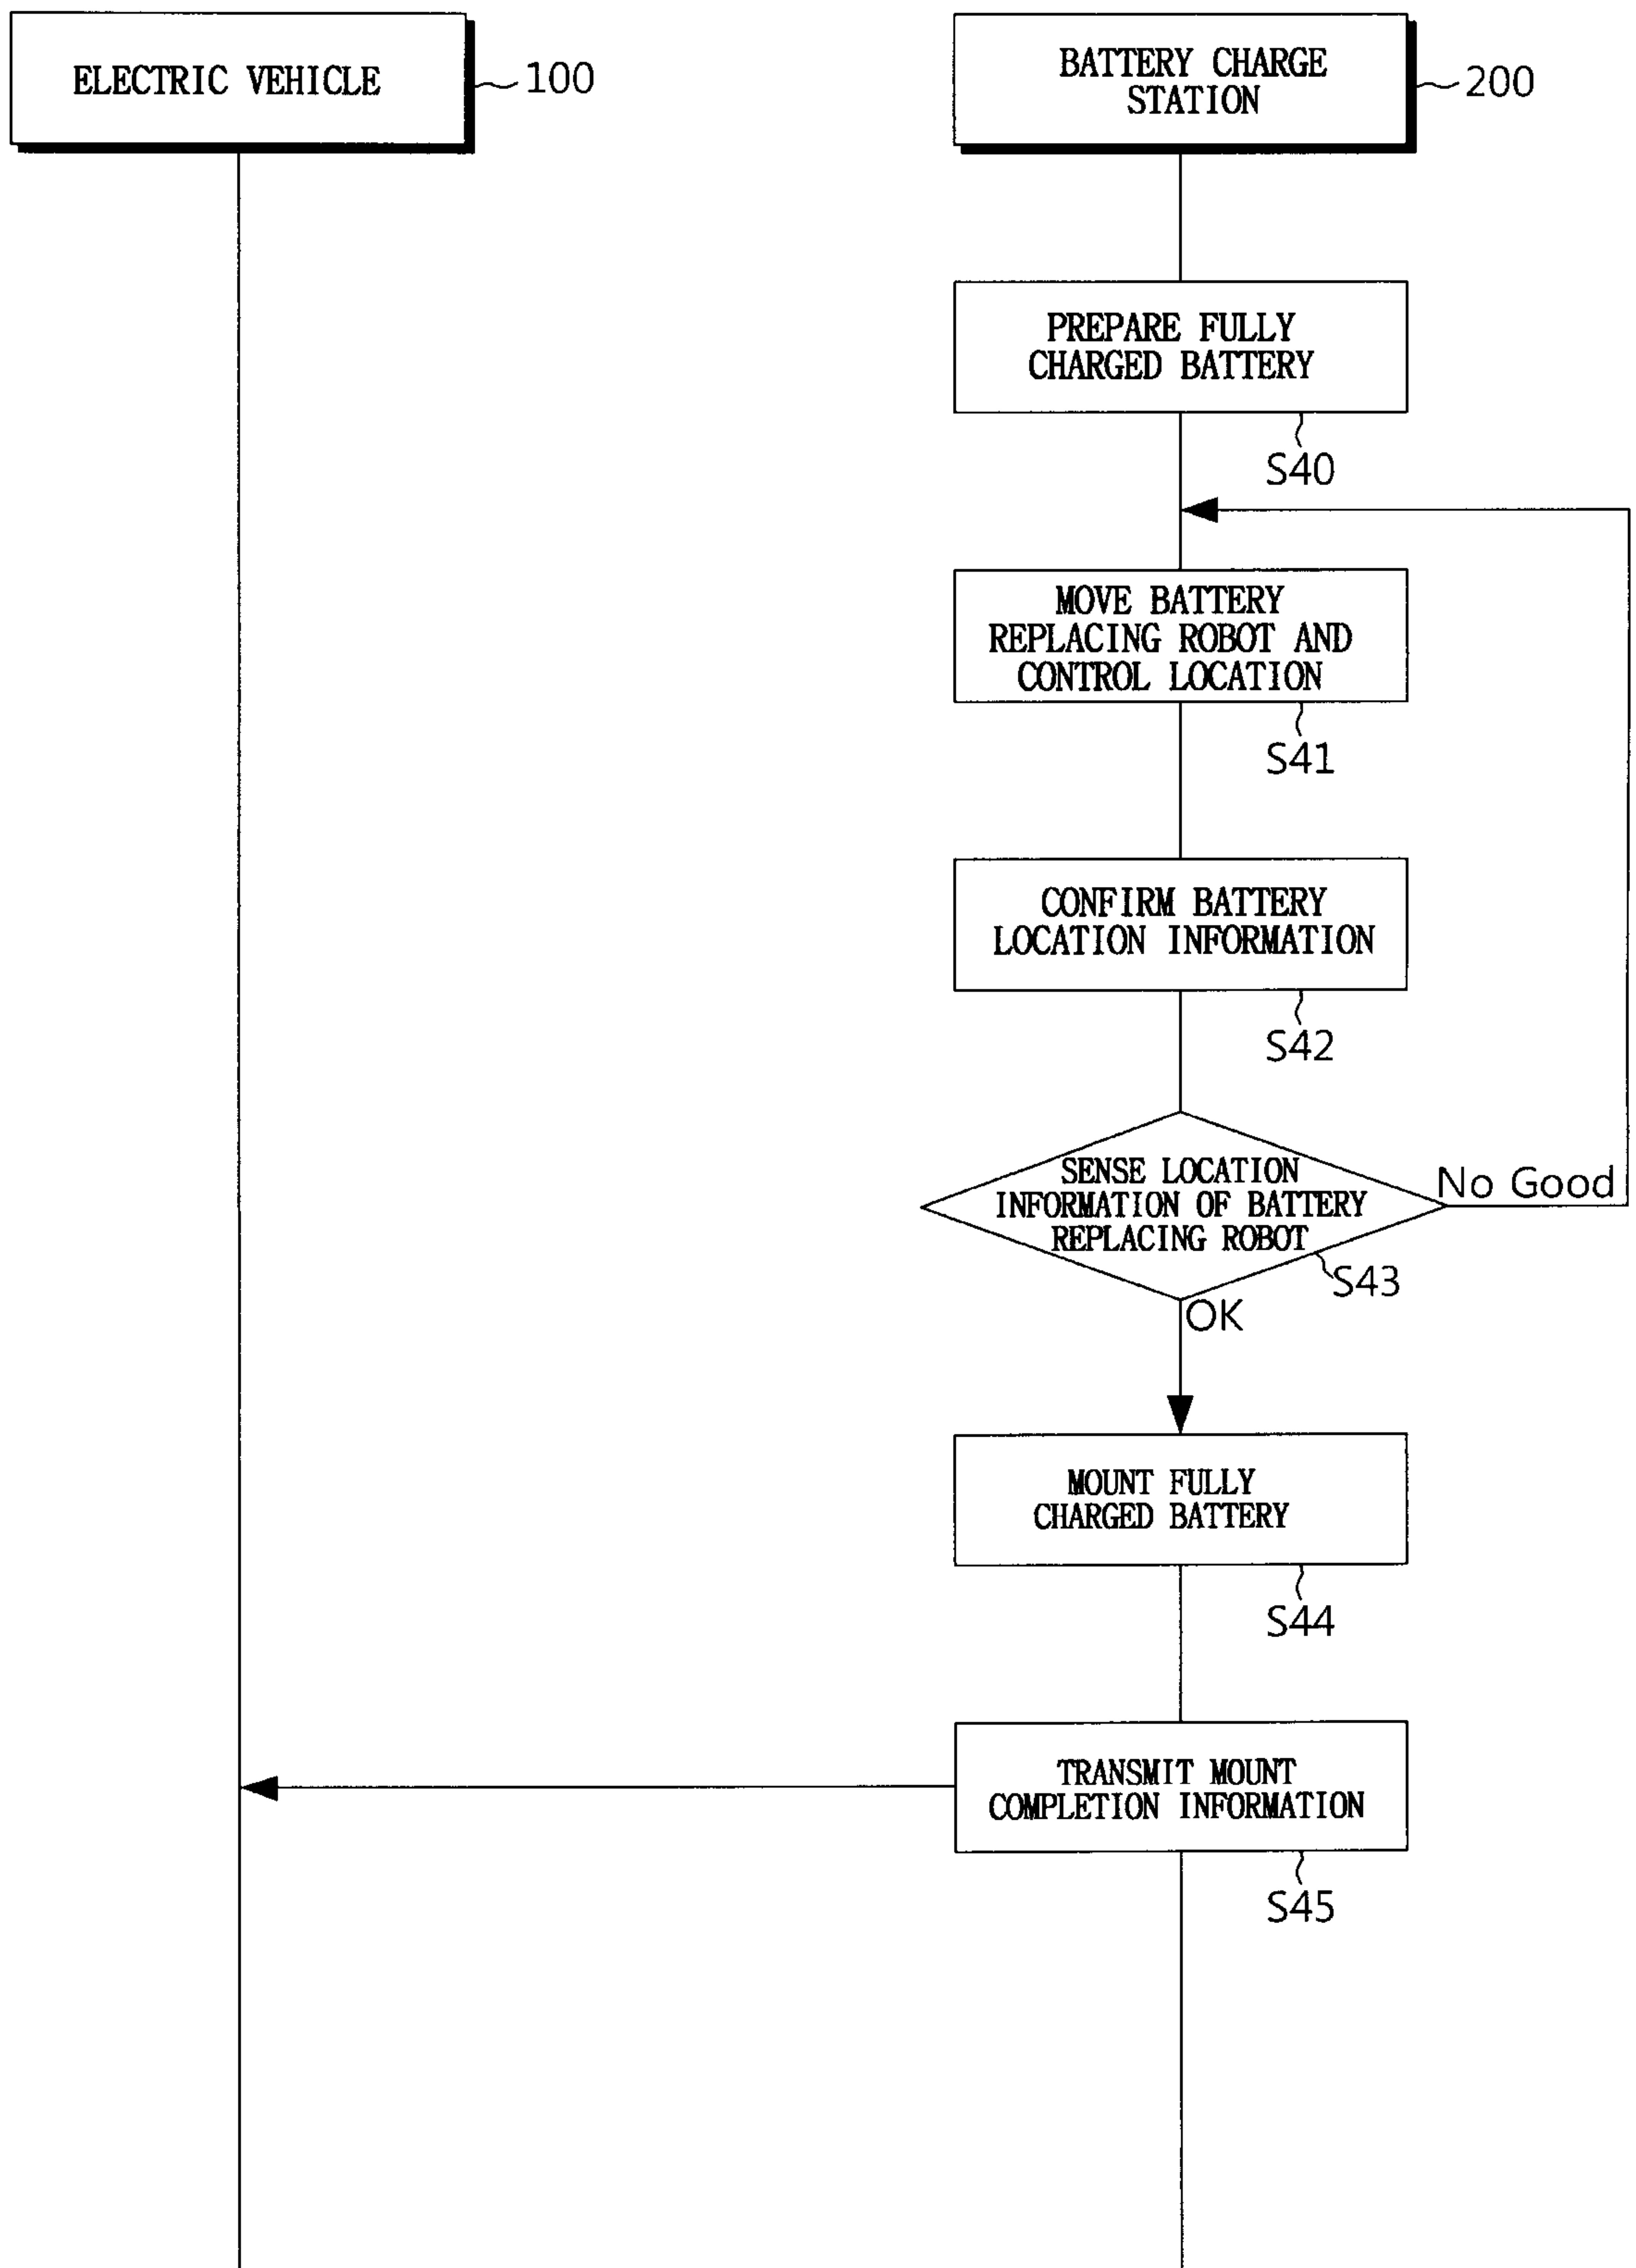 ELECTRIC VEHICLE
100
BATTERY CHARGE
STATION
200
PREPARE FULLY
CHARGED BATTERY
S40
MOVE BATTERY
REPLACING ROBOT AND
CONTROL LOCATION
S41
CONFIRM BATTERY
LOCATION INFORMATION
S42
SENSE LOCATION
INFORMATION OF BATTERY
REPLACING ROBOT
No Good
S43
OK
MOUNT FULLY
CHARGED BATTERY
S44
TRANSMIT MOUNT
COMPLETION INFORMATION
S45